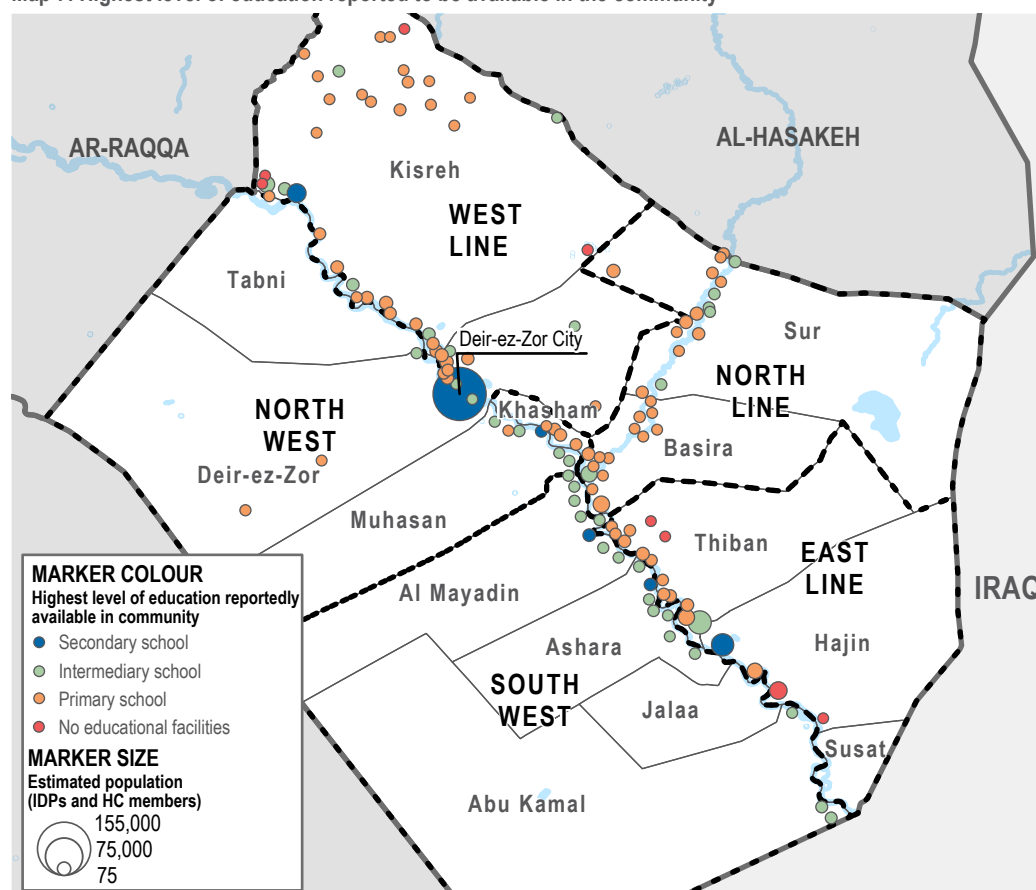 AR-RAQQA
AL-HASAKEH
Kisreh
WEST
LINE
Tabni
Sur
Deir-ez-Zor City
NORTH
LINE
NORTH
WEST
Khasham
Basira
Deir-ez-Zor
Muhasan
Thiban
EAST
LINE
Al Mayadin
IRAQ
Ashara
Hajin
SOUTH
WEST
Jalaa
Susat
Abu Kamal
MARKER COLOUR
Highest level of education reportedly
available in community
Secondary school
Intermediary school
Primary school
No educational facilities
MARKER SIZE
Estimated population
(IDPs and HC members)
155,000
75,000
75